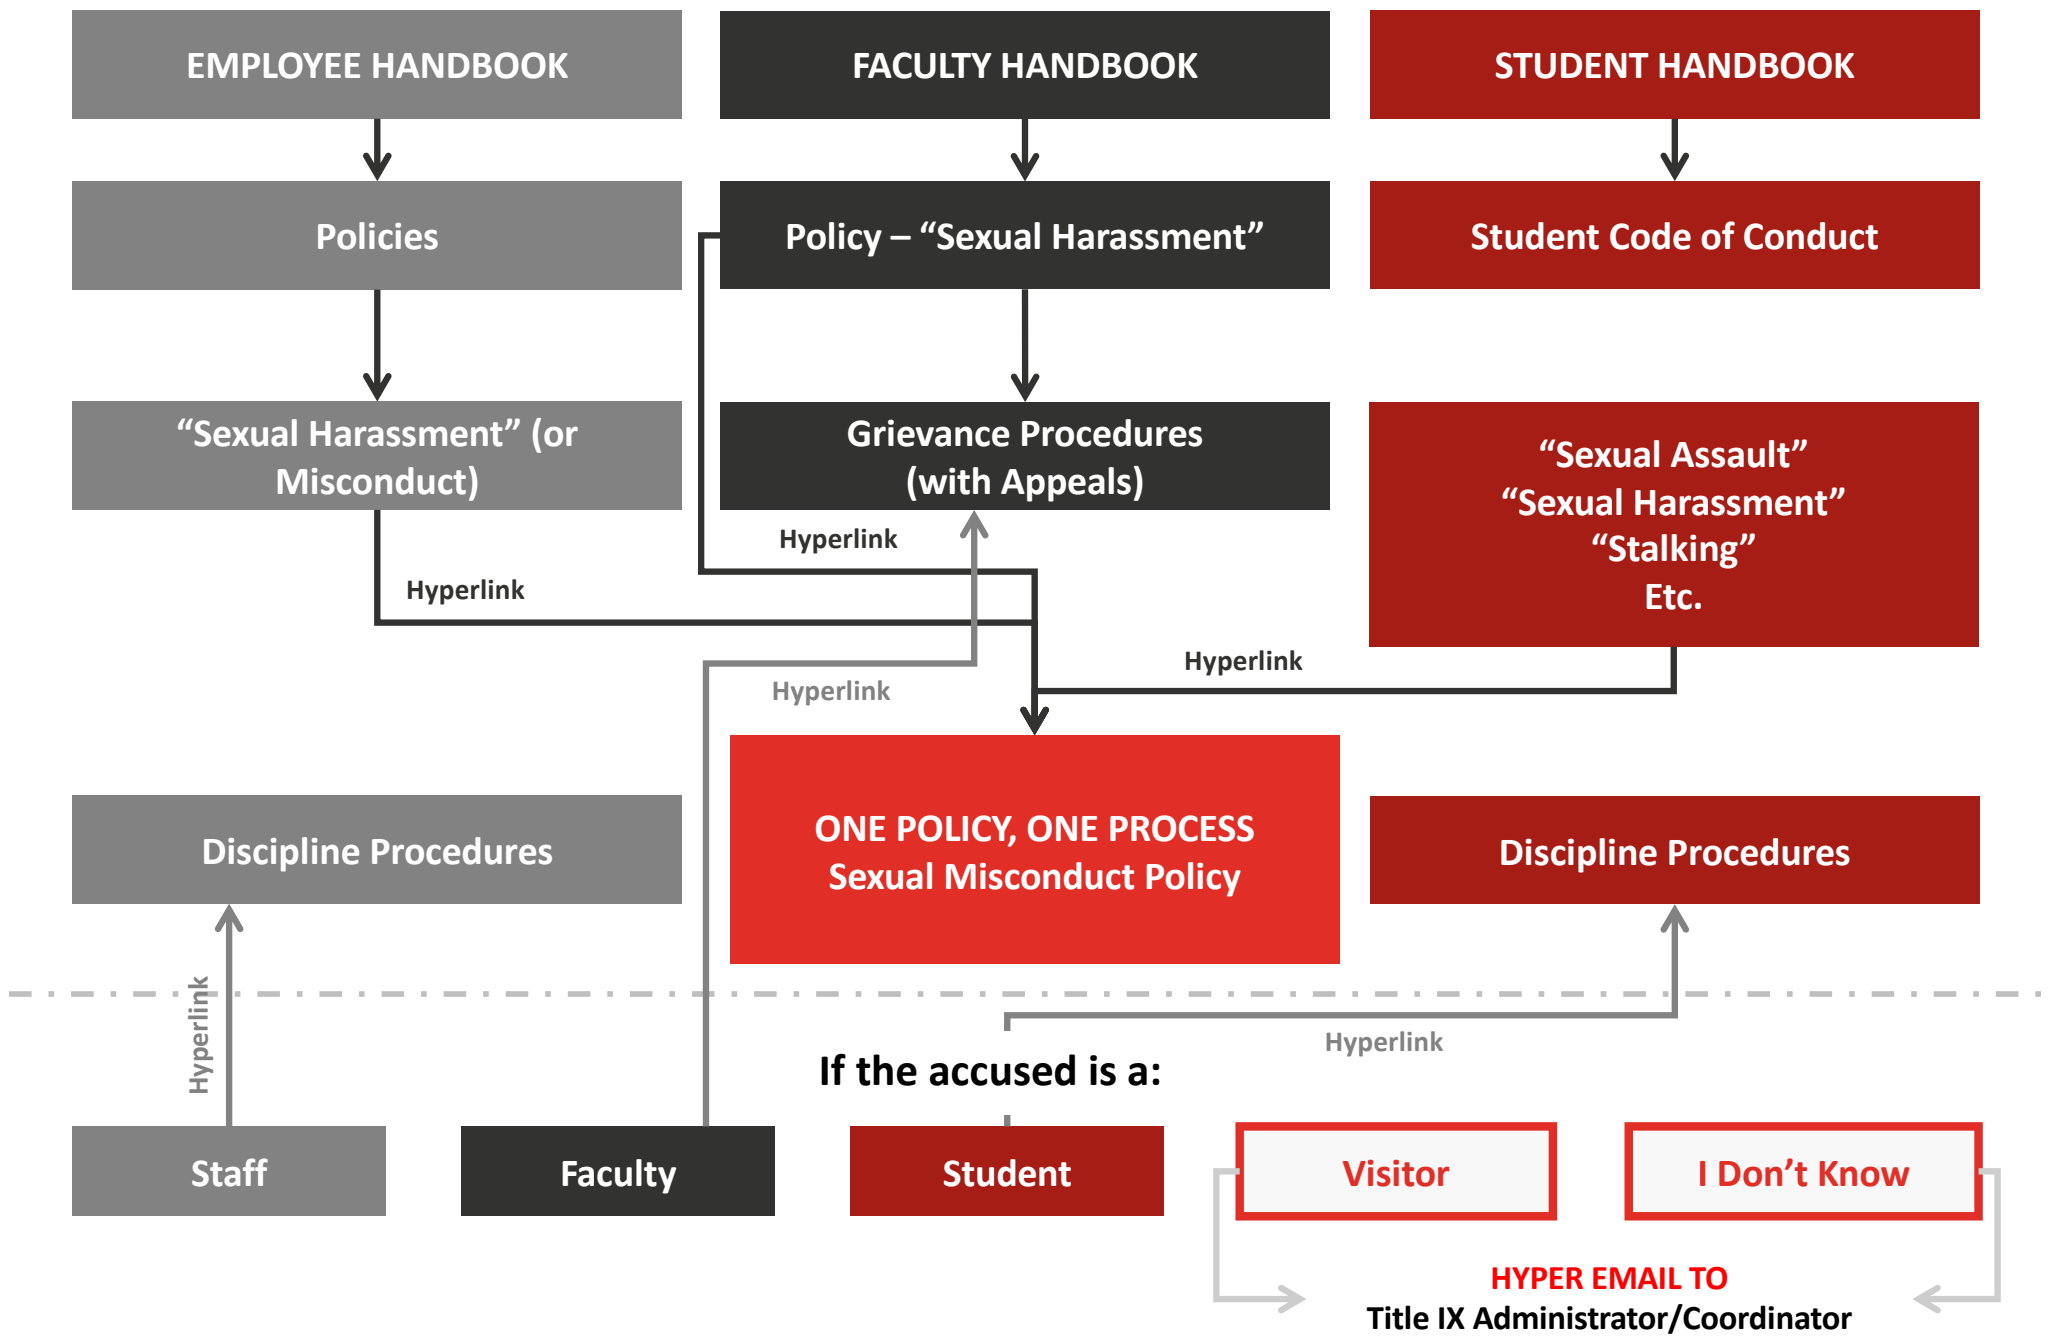 EMPLOYEE HANDBOOK
FACULTY HANDBOOK
STUDENT HANDBOOK
Policies
Policy – “Sexual Harassment”
Student Code of Conduct
“Sexual Harassment” (or
Misconduct)
Grievance Procedures
(with Appeals)
“Sexual Assault”
“Sexual Harassment”
“Stalking”
Etc.
Hyperlink
Hyperlink
Hyperlink
Hyperlink
Discipline Procedures
ONE POLICY, ONE PROCESS
Sexual Misconduct Policy
Discipline Procedures
Hyperlink
Hyperlink
If the accused is a:
Staff
Faculty
Student
Visitor
I Don’t Know
HYPER EMAIL TO
Title IX Administrator/Coordinator